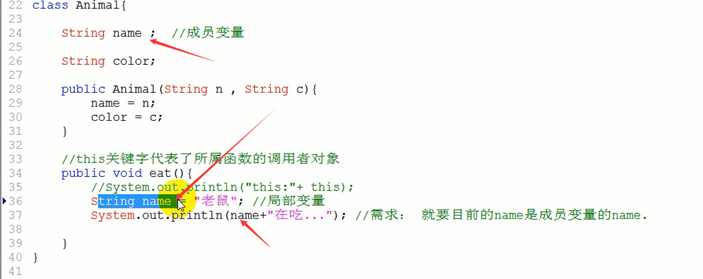 22 class Animal{
23
24 String name ; //成员变量
25
26 String color;
27
28 public Animal(String n , String c){
29 name = n;
30 color = c;
31 }
32
33 //this关键字代表了所属函数的调用者对象
34 public void eat(){
35 //System.out.println("this:"+ this);
36 String name = "老鼠"; //局部变量
37 System.out.println(name+"在吃..."); //需求： 就要目前的name是成员变量的name.
38
39 }
40 }
41